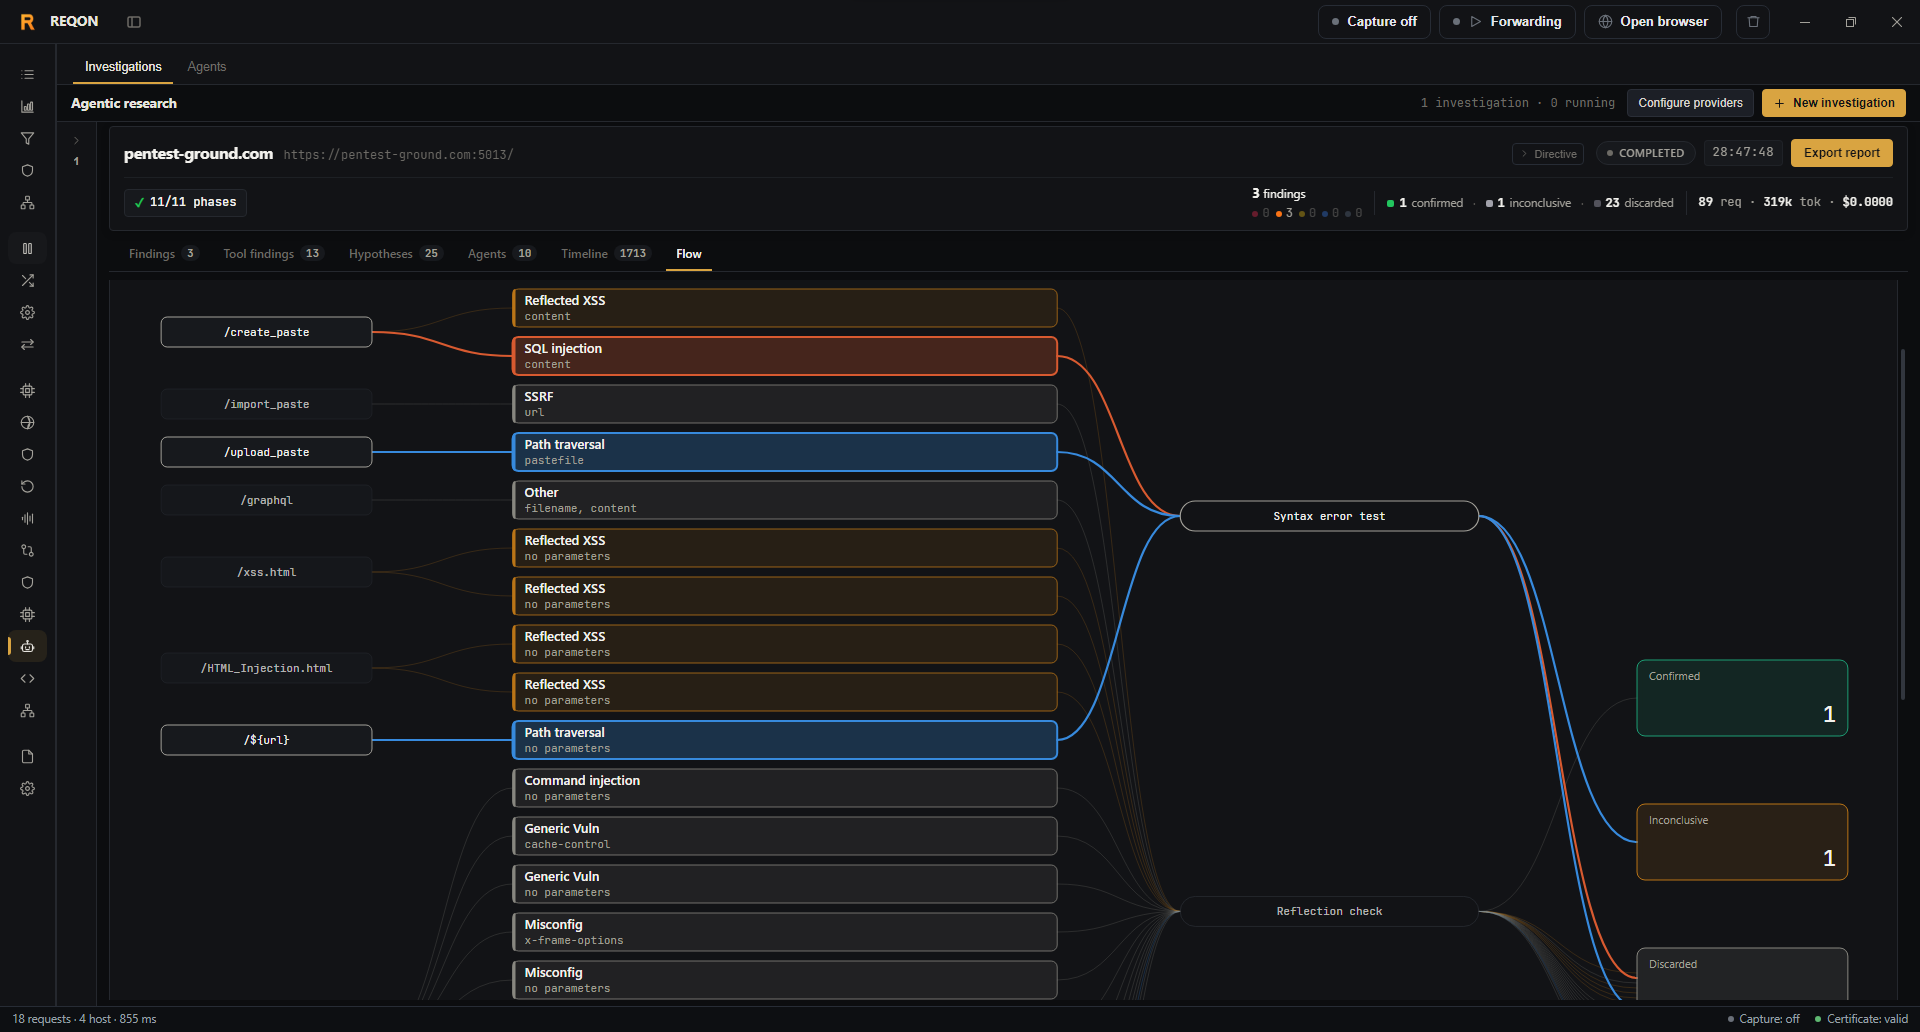 R REQON
Capture off
Forwarding
Open browser
Investigations
Agents
Agentic research
1 investigation · 0 running
Configure providers
+ New investigation
1
pentest-ground.com
https://pentest-ground.com:5013/
> Directive
COMPLETED
28:47:48
Export report
✓ 11/11 phases
3 findings
0 3 0 0 0
1 confirmed · 1 inconclusive · 23 discarded
89 req · 319k tok · $0.0000
Findings 3
Tool findings 13
Hypotheses 25
Agents 10
Timeline 1713
Flow
/create_paste
/import_paste
/upload_paste
/graphql
/xss.html
/HTML_Injection.html
/${url}
Reflected XSS
content
SQL injection
content
SSRF
url
Path traversal
pastefile
Other
filename, content
Reflected XSS
no parameters
Reflected XSS
no parameters
Reflected XSS
no parameters
Reflected XSS
no parameters
Path traversal
no parameters
Command injection
no parameters
Generic Vuln
cache-control
Generic Vuln
no parameters
Misconfig
x-frame-options
Misconfig
no parameters
Syntax error test
Reflection check
Confirmed
1
Inconclusive
1
Discarded
18 requests · 4 host · 855 ms
Capture: off
Certificate: valid